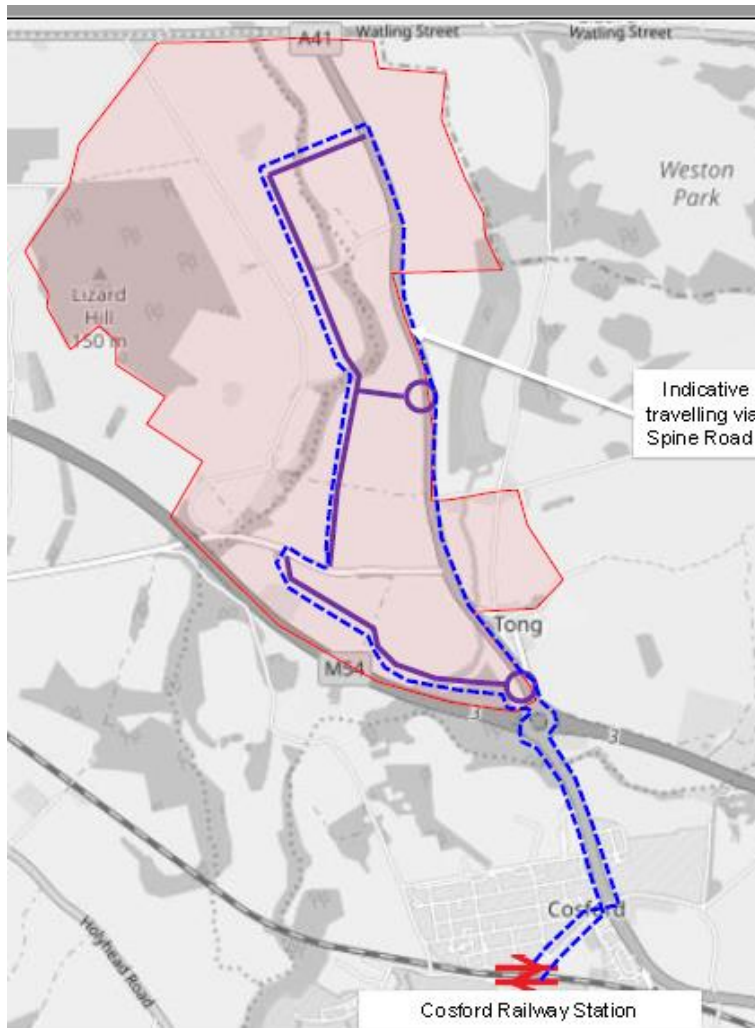 A41
Watling Street
Watling Street
Weston
Park
Lizard
Hill
150 m
Indicative
travelling via
Spine Road
Tong
M54
3
3
Cosford
Holyhead Road
Cosford Railway Station